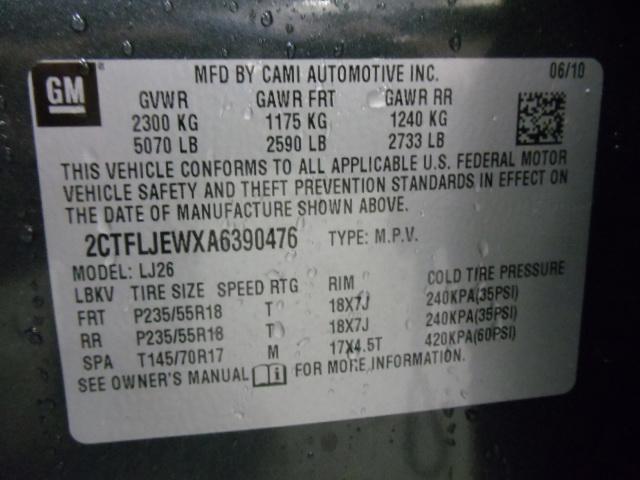 GM
MFD BY CAMI AUTOMOTIVE INC. 06/10
GVWR GAWR FRT GAWR RR
2300 KG 1175 KG 1240 KG
5070 LB 2590 LB 2733 LB
THIS VEHICLE CONFORMS TO ALL APPLICABLE U.S. FEDERAL MOTOR
VEHICLE SAFETY AND THEFT PREVENTION STANDARDS IN EFFECT ON
THE DATE OF MANUFACTURE SHOWN ABOVE.
2CTFLJEWXA6390476 TYPE: M.P.V.
MODEL: LJ26
LBKV TIRE SIZE SPEED RTG RIM COLD TIRE PRESSURE
FRT P235/55R18 T 18X7J 240KPA(35PSI)
RR P235/55R18 T 18X7J 240KPA(35PSI)
SPA T145/70R17 M 17X4.5T 420KPA(60PSI)
SEE OWNER'S MANUAL i FOR MORE INFORMATION.